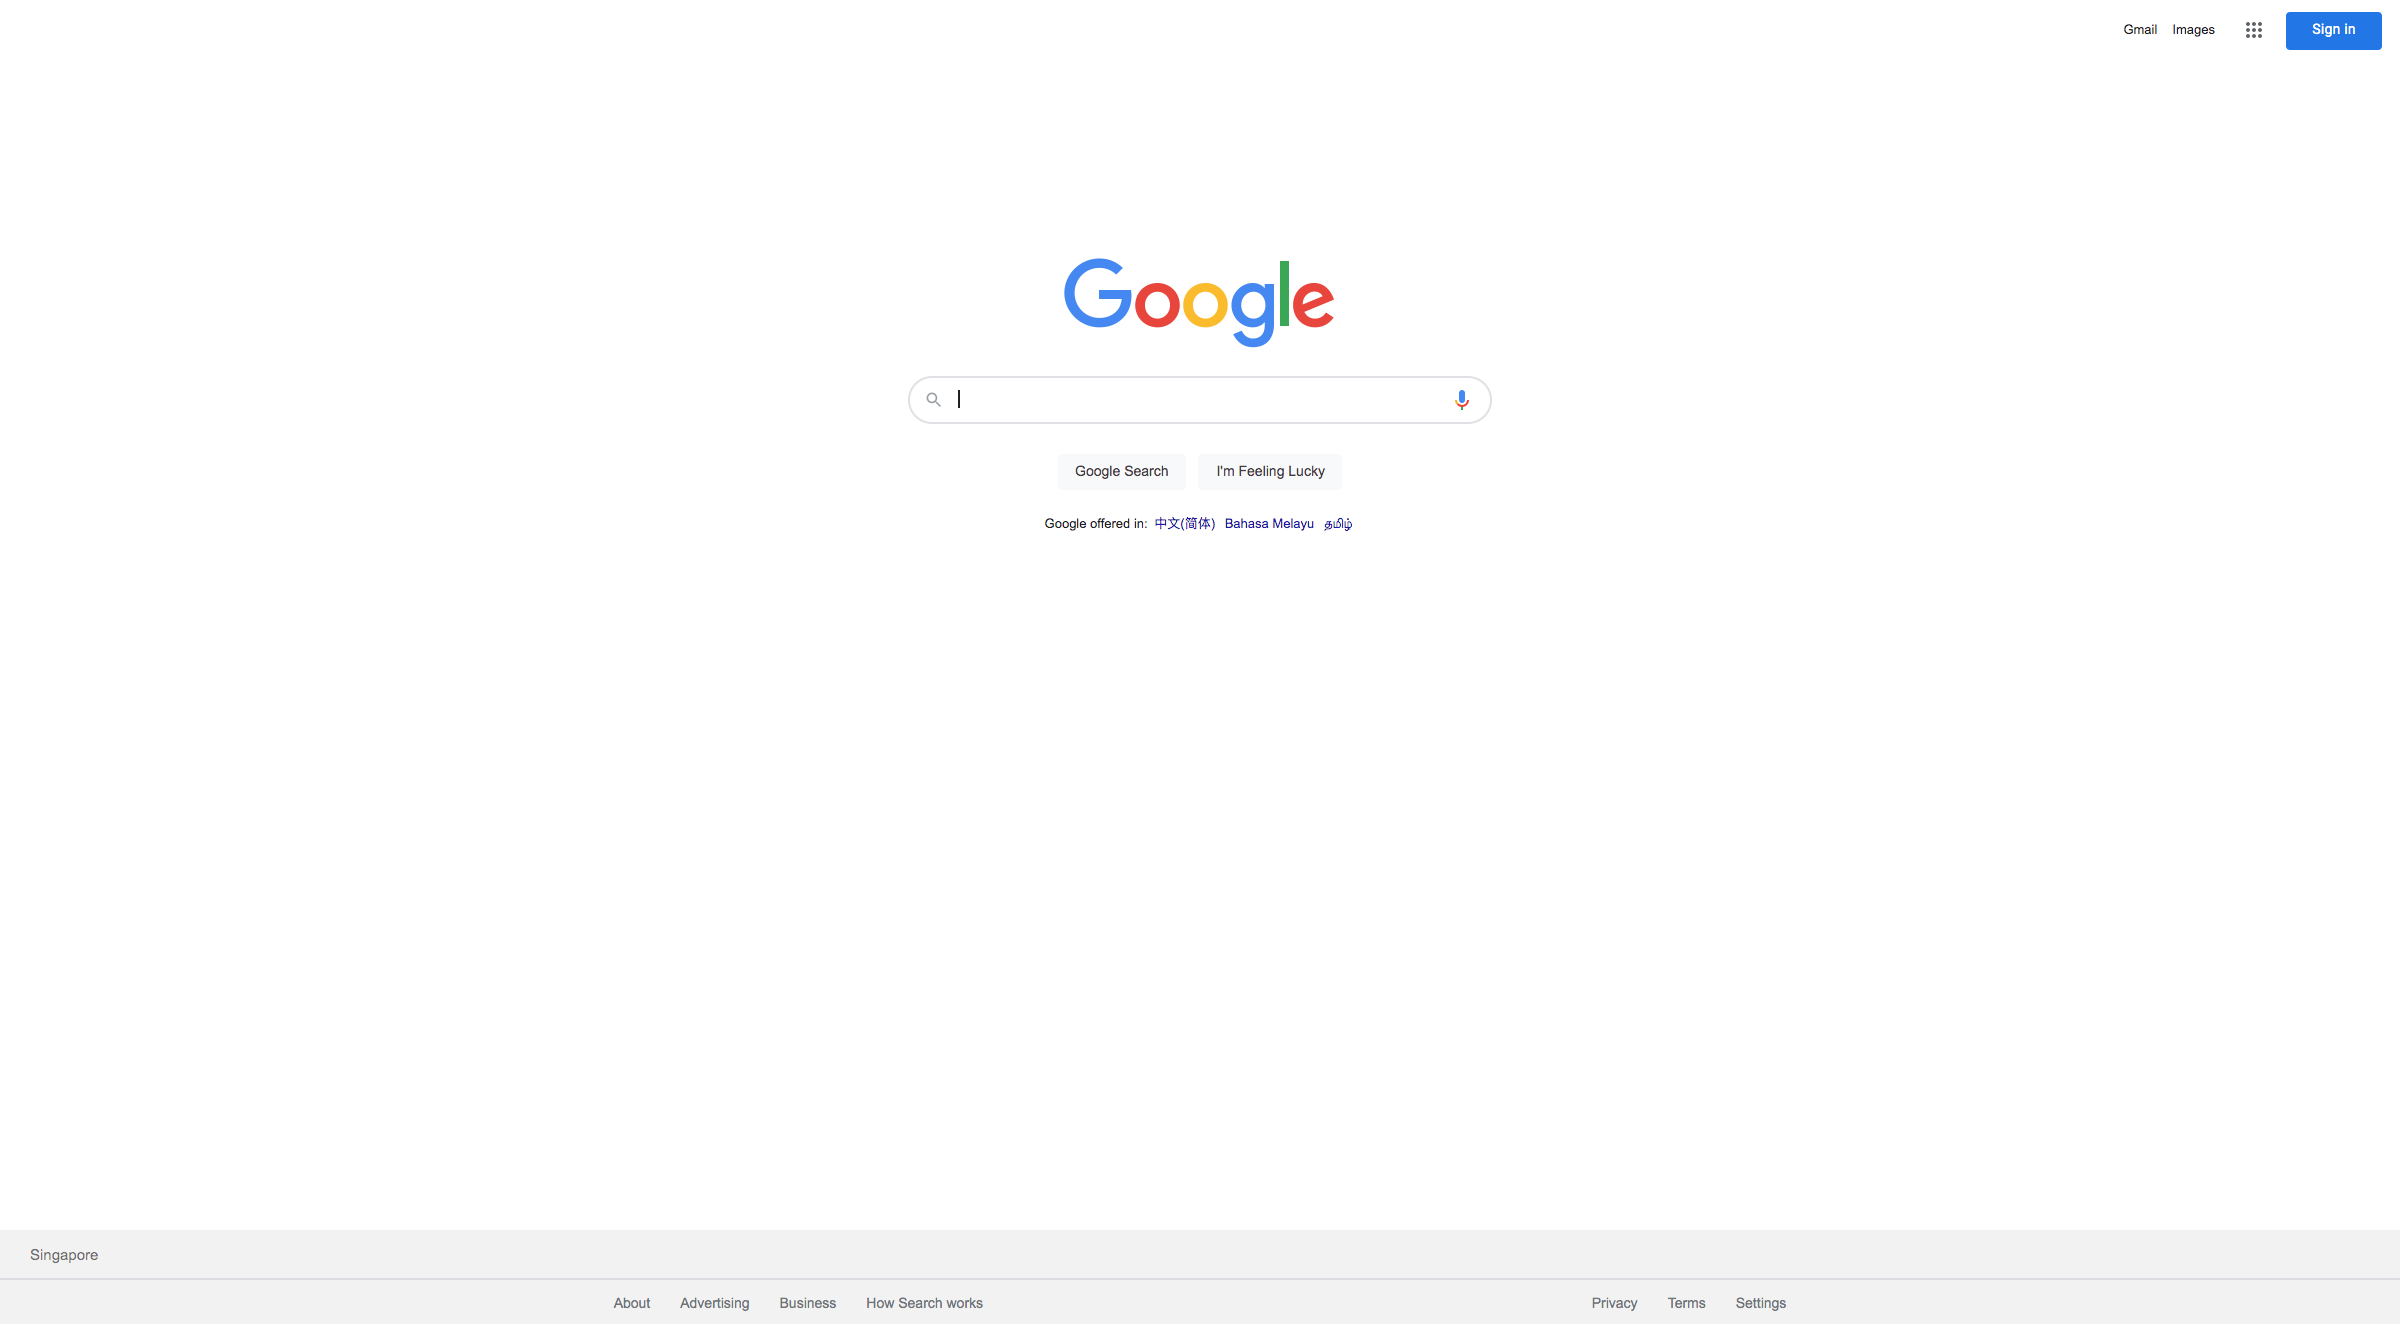 Gmail Images Sign in
Google
Google Search I'm Feeling Lucky
Google offered in: 中文(简体) Bahasa Melayu தமிழ்
Singapore
About Advertising Business How Search works Privacy Terms Settings